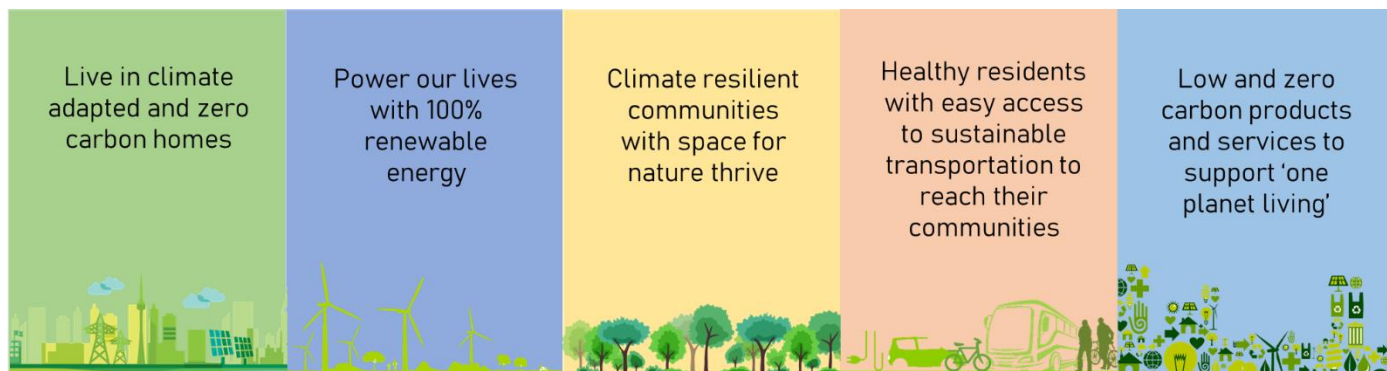 Live in climate
adapted and zero
carbon homes
Power our lives
with 100%
renewable
energy
Climate resilient
communities
with space for
nature thrive
Healthy residents
with easy access
to sustainable
transportation to
reach their
communities
Low and zero
carbon products
and services to
support ‘one
planet living’